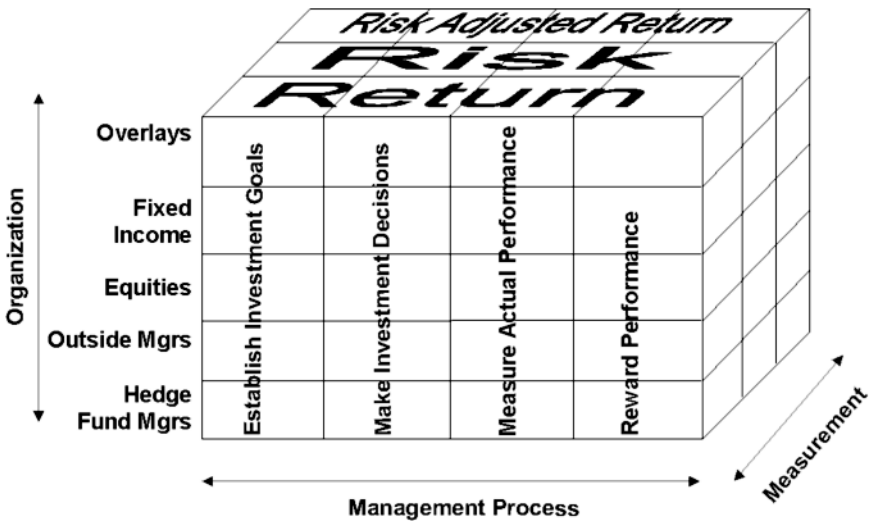 Risk Adjusted Return
Risk
Return
Organization
Overlays
Fixed
Income
Equities
Outside Mgrs
Hedge
Fund Mgrs
Establish Investment Goals
Make Investment Decisions
Measure Actual Performance
Reward Performance
Management Process
Measurement